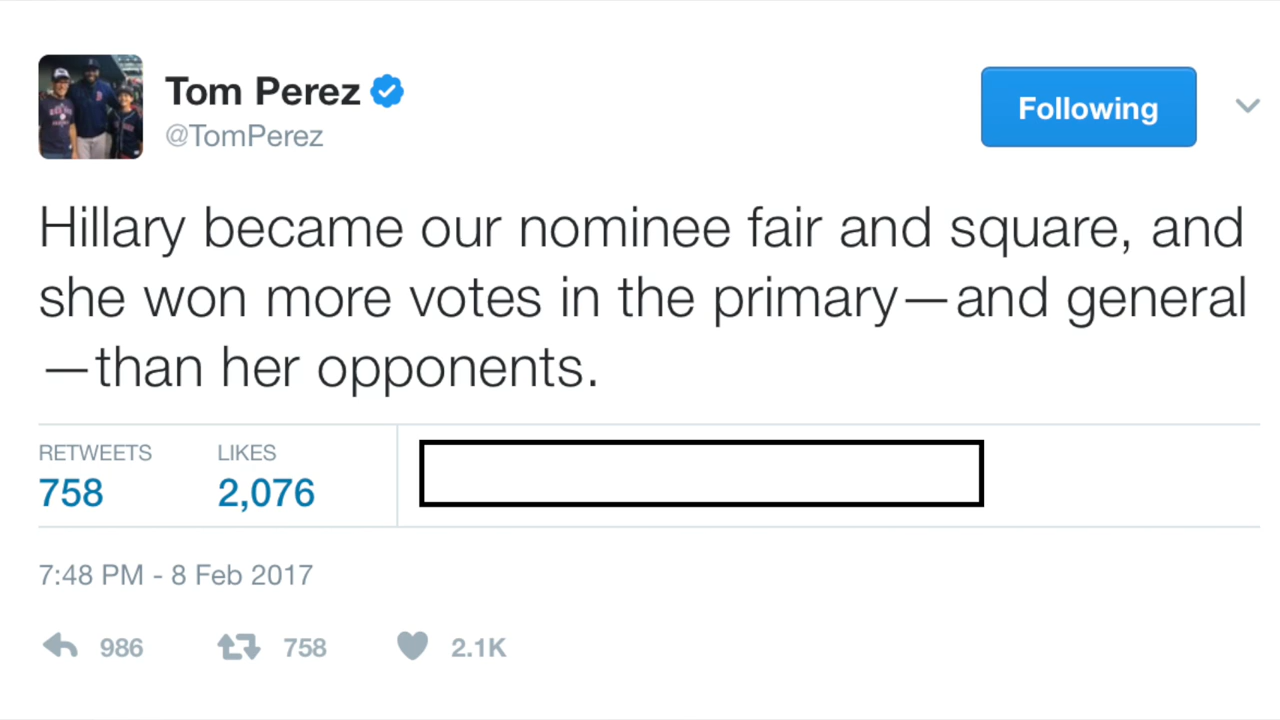 Tom Perez
@TomPerez
Following
Hillary became our nominee fair and square, and
she won more votes in the primary—and general
—than her opponents.
RETWEETS LIKES
758 2,076
7:48 PM - 8 Feb 2017
986 758 2.1K